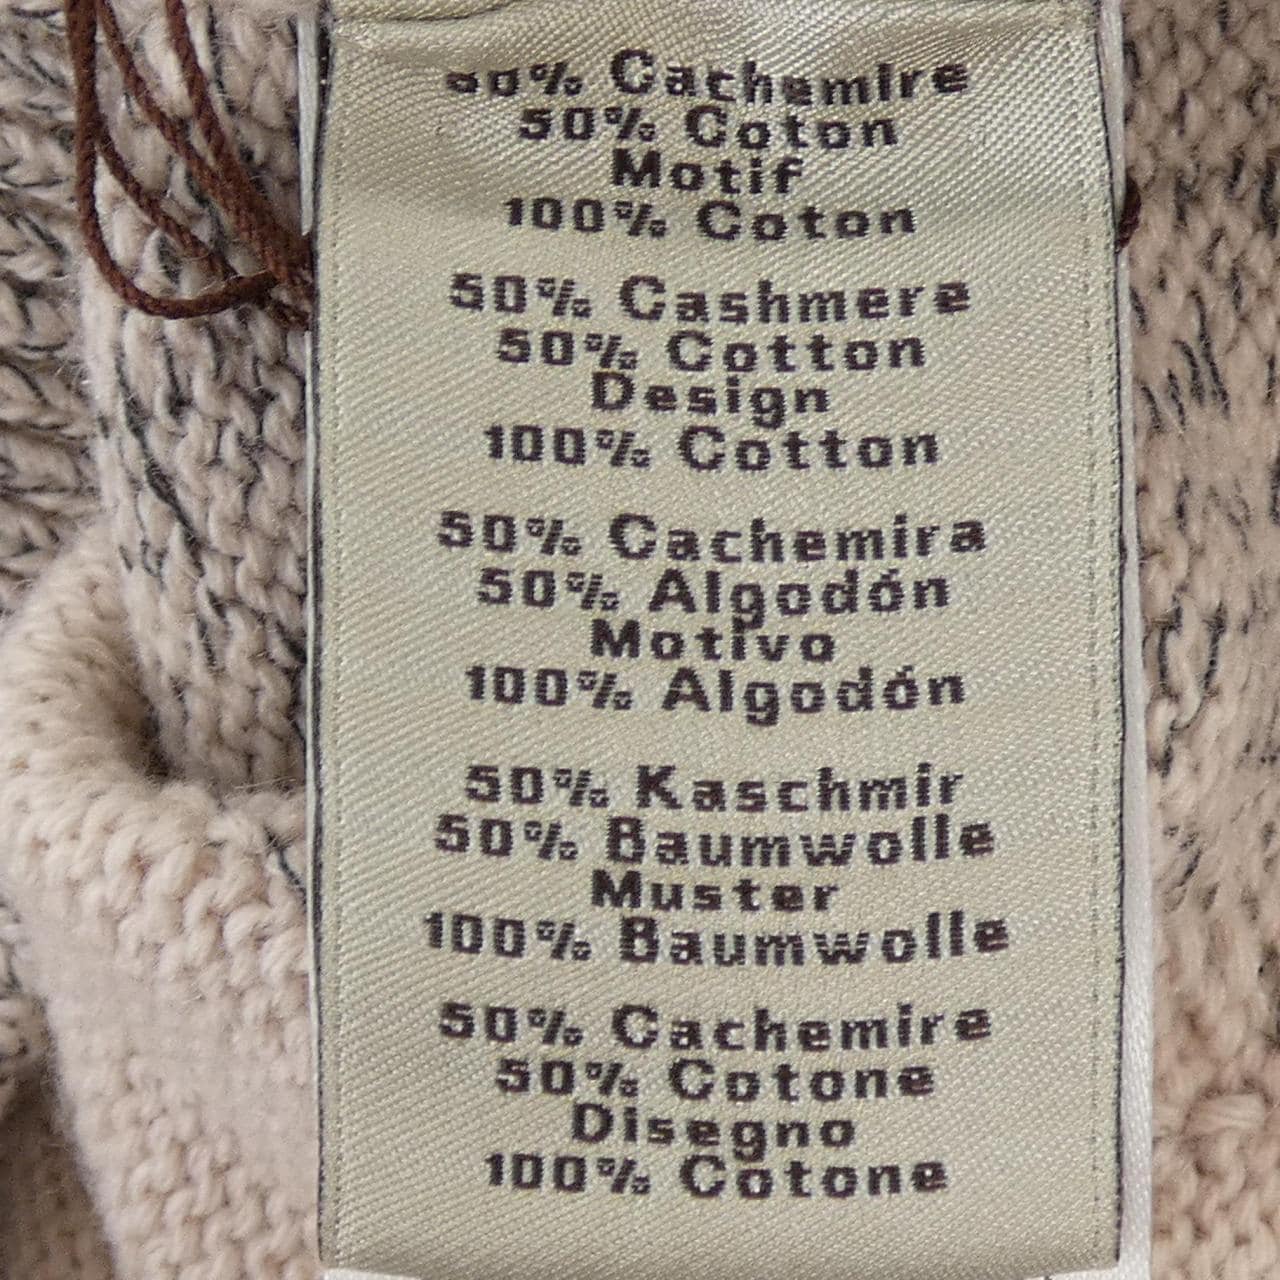 50% Cachemire
50% Coton
Motif
100% Coton
50% Cashmere
50% Cotton
Design
100% Cotton
50% Cachemira
50% Algodón
Motivo
100% Algodón
50% Kaschmir
50% Baumwolle
Muster
100% Baumwolle
50% Cachemire
50% Cotone
Disegno
100% Cotone